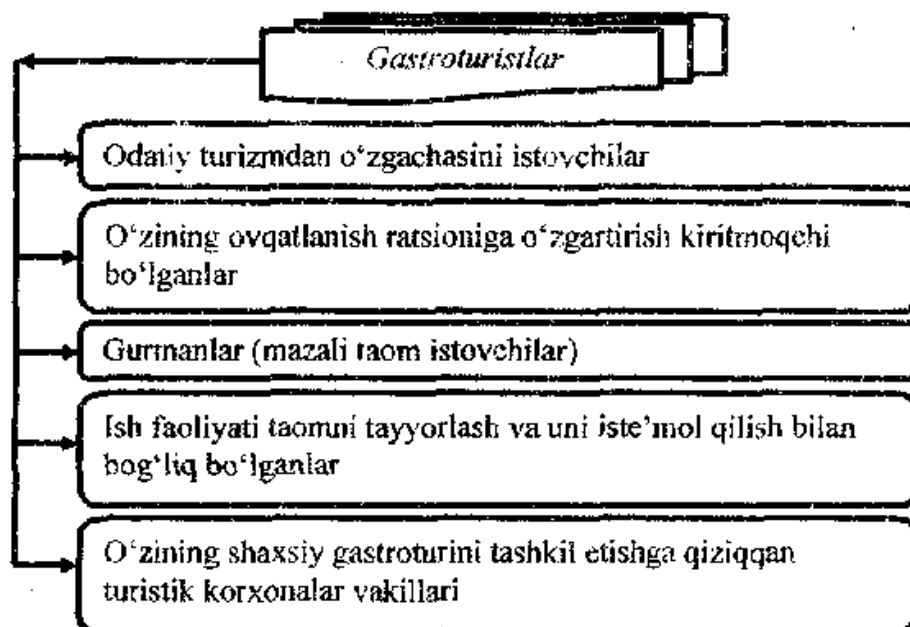 Gastroturistlar
Odatiy turizmdan o‘zgachasini istovchilar
O‘zining ovqatlanish ratsioniga o‘zgartirish kiritmoqchi
bo‘lganlar
Gurmanlar (mazali taom istovchilar)
Ish faoliyati taomni tayyorlash va uni iste’mol qilish bilan
bog‘liq bo‘lganlar
O‘zining shaxsiy gastroturini tashkil etishga qiziqqan
turistik korxonalar vakillari